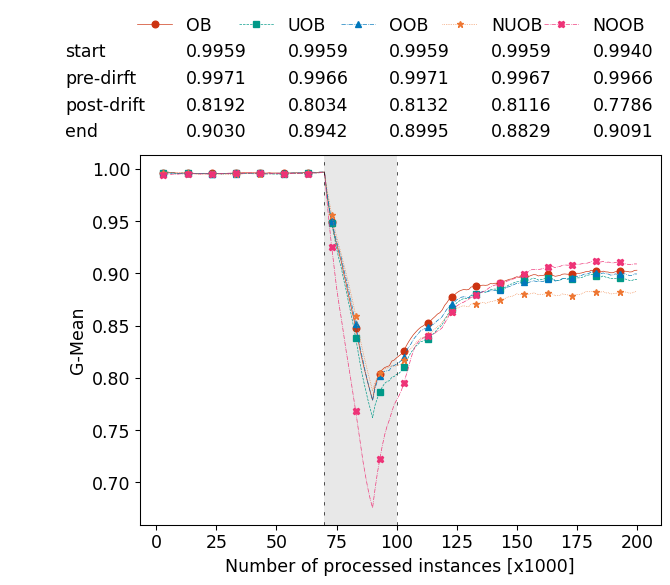 OB UOB OOB NUOB NOOB
start 0.9959 0.9959 0.9959 0.9959 0.9940
pre-dirft 0.9971 0.9966 0.9971 0.9967 0.9966
post-drift 0.8192 0.8034 0.8132 0.8116 0.7786
end 0.9030 0.8942 0.8995 0.8829 0.9091
1.00
0.95
0.90
0.85
0.80
0.75
0.70
G-Mean
0 25 50 75 100 125 150 175 200
Number of processed instances [x1000]